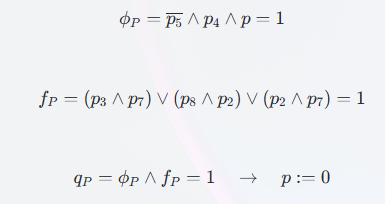 ϕ_P = \overline{p_5} ∧ p_4 ∧ p = 1
f_P = (p_3 ∧ p_7) ∨ (p_8 ∧ p_2) ∨ (p_2 ∧ p_7) = 1
q_P = ϕ_P ∧ f_P = 1 → p := 0